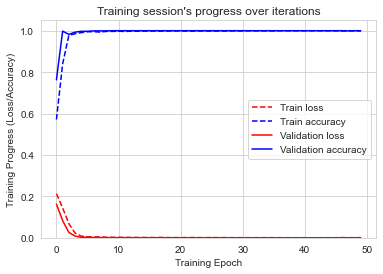 Training session's progress over iterations
Training Progress (Loss/Accuracy)
1.0
0.8
0.6
0.4
0.2
0.0
Train loss
Train accuracy
Validation loss
Validation accuracy
0 10 20 30 40 50
Training Epoch